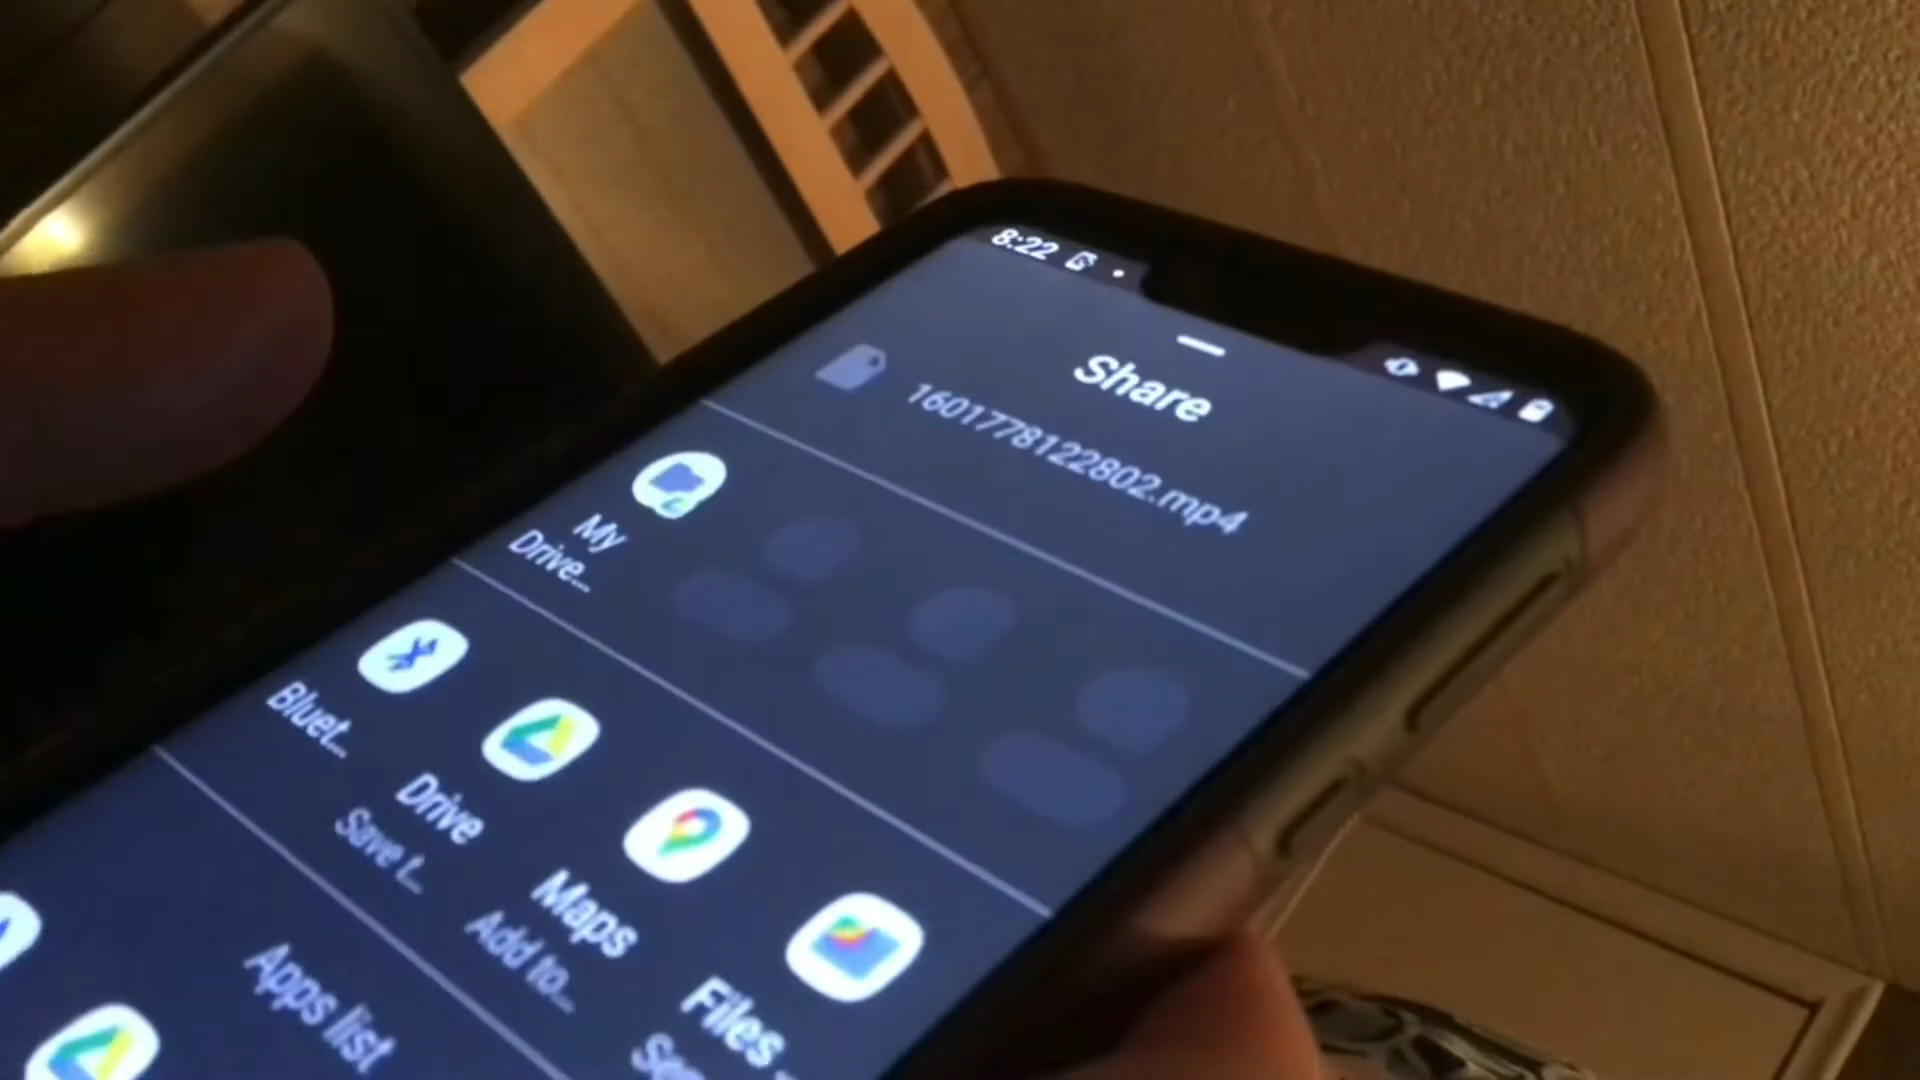 8:22
Share
1601778122802.mp4
My
Drive...
Bluet...
Drive
Save t...
Maps
Add to...
Files
Apps list